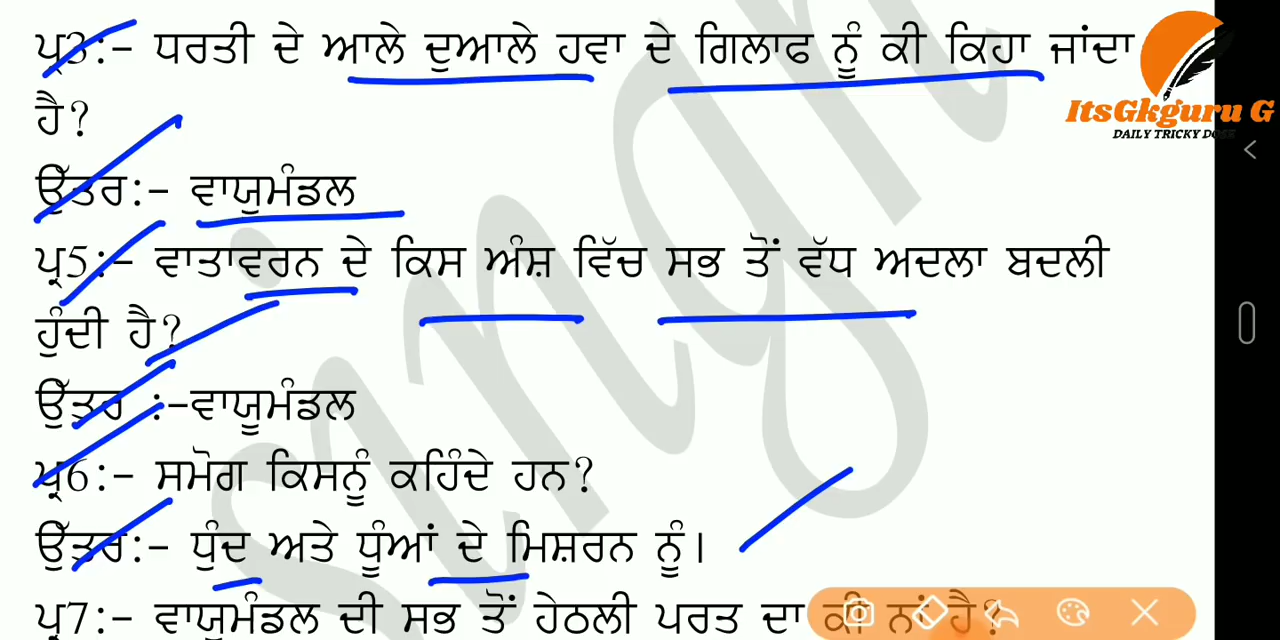 ਪ੍ਰ3:- ਧਰਤੀ ਦੇ ਆਲੇ ਦੁਆਲੇ ਹਵਾ ਦੇ ਗਿਲਾਫ ਨੂੰ ਕੀ ਕਿਹਾ ਜਾਂਦਾ
ਹੈ?
ਉੱਤਰ:- ਵਾਯੁਮੰਡਲ
ਪ੍ਰ5:- ਵਾਤਾਵਰਨ ਦੇ ਕਿਸ ਅੰਸ਼ ਵਿੱਚ ਸਭ ਤੋਂ ਵੱਧ ਅਦਲਾ ਬਦਲੀ
ਹੁੰਦੀ ਹੈ?
ਉੱਤਰ :-ਵਾਯੂਮੰਡਲ
ਪ੍ਰ6:- ਸਮੋਗ ਕਿਸਨੂੰ ਕਹਿੰਦੇ ਹਨ?
ਉੱਤਰ:- ਧੁੰਦ ਅਤੇ ਧੂੰਆਂ ਦੇ ਮਿਸ਼ਰਨ ਨੂੰ।
ਪ੍ਰ7:- ਵਾਯੂਮੰਡਲ ਦੀ ਸਭ ਤੋਂ ਹੇਠਲੀ ਪਰਤ ਦਾ ਕੀ ਨਾਂ ਹੈ?
ItsGkguru G
DAILY TRICKY DOSE